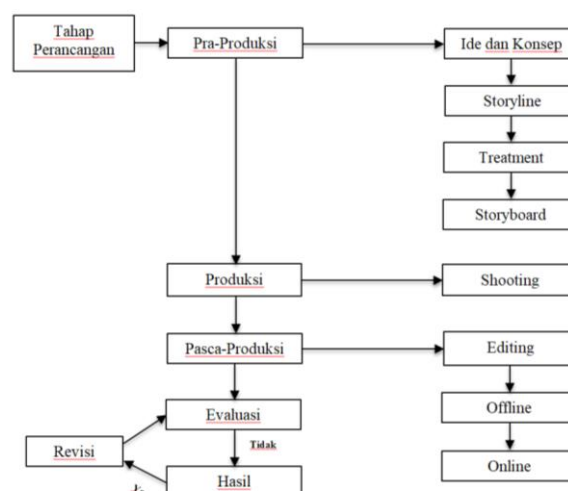 Tahap
Perancangan
Pra-Produksi
Ide dan Konsep
Storyline
Treatment
Storyboard
Produksi
Shooting
Pasca-Produksi
Editing
Evaluasi
Offline
Tidak
Revisi
Online
Hasil